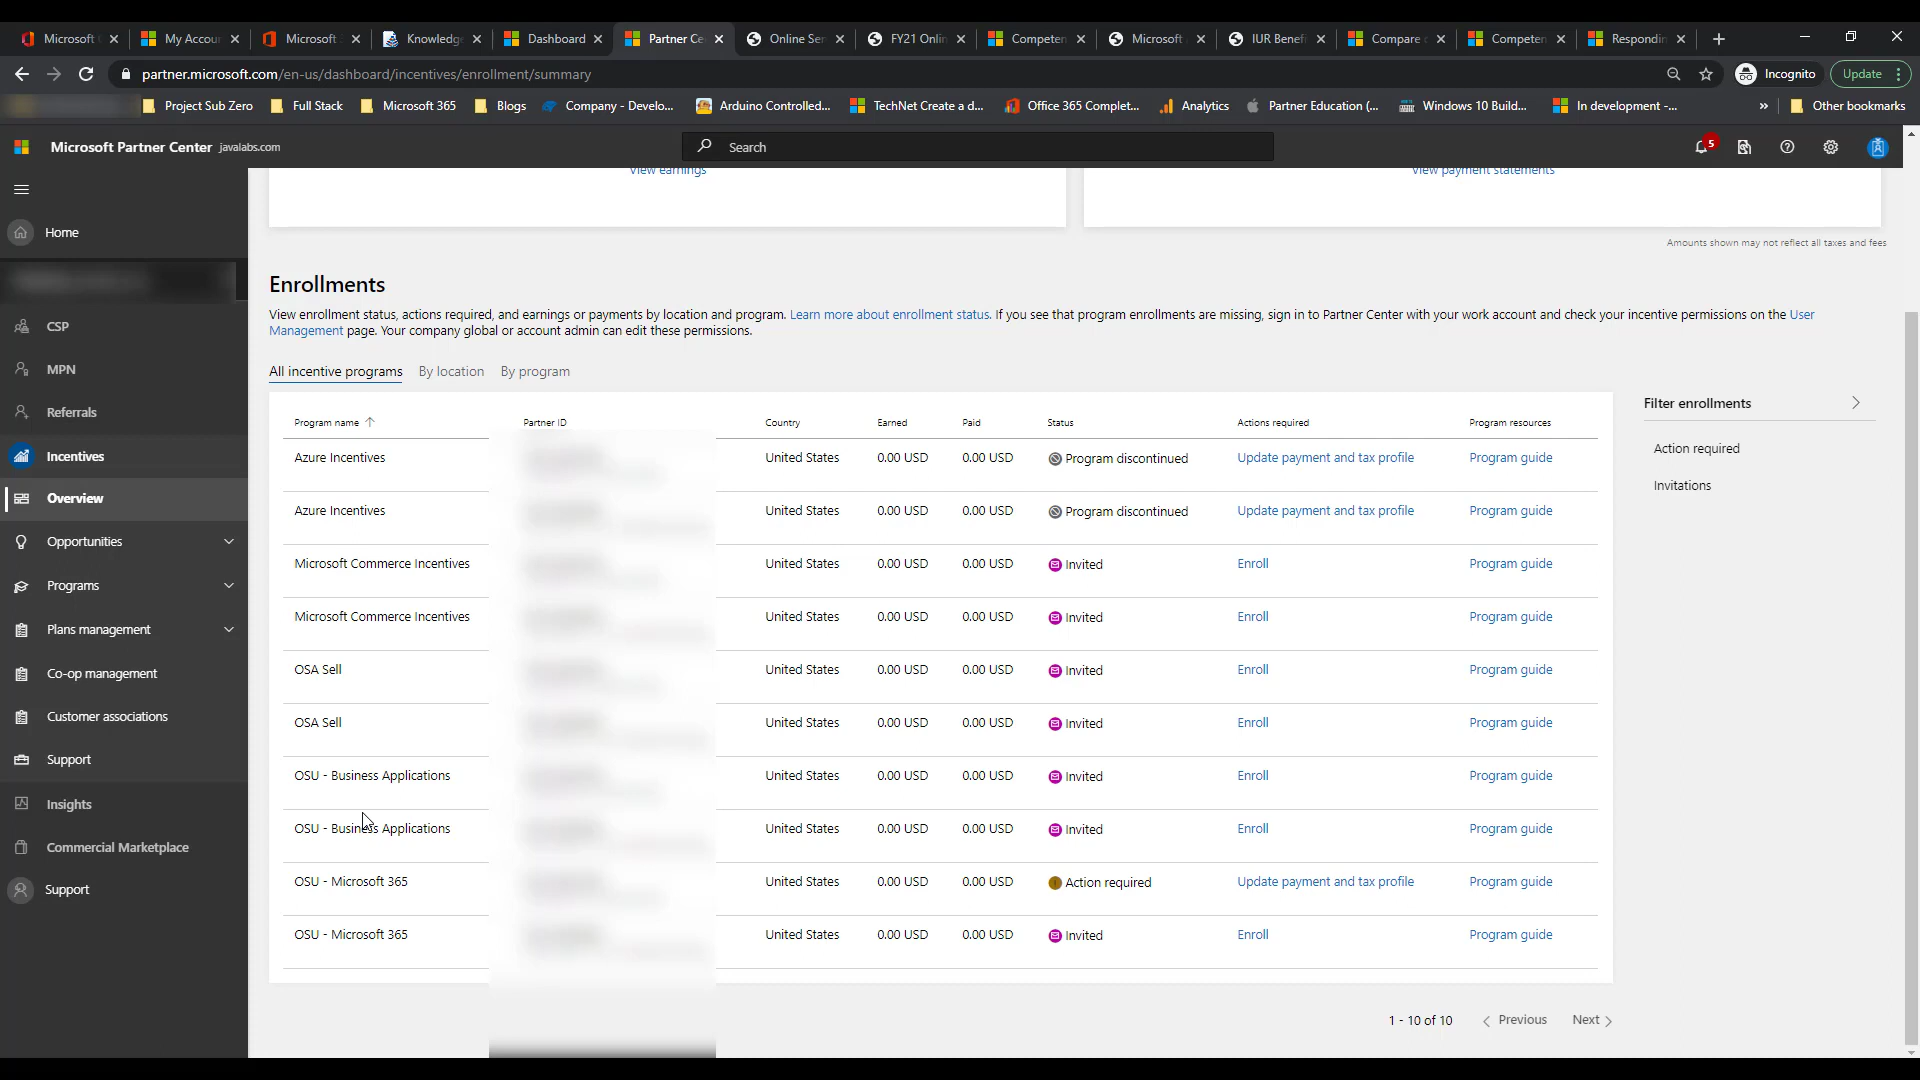 Microsoft
My Accou
Microsoft
Knowledge
Dashboard
Partner Ce
Online Ser
FY21 Onlin
Competen
Microsoft
IUR Benef
Compare
Competen
Respondin
partner.microsoft.com/en-us/dashboard/incentives/enrollment/summary
Incognito
Update
Project Sub Zero
Full Stack
Microsoft 365
Blogs
Company - Develo...
Arduino Controlled...
TechNet Create a d...
Office 365 Complet...
Analytics
Partner Education (...
Windows 10 Build...
In development -...
»
Other bookmarks
Microsoft Partner Center javalabs.com
Search
5
Home
CSP
MPN
Referrals
Incentives
Overview
Opportunities
Programs
Plans management
Co-op management
Customer associations
Support
Insights
Commercial Marketplace
Support
View earnings
View payment statements
Amounts shown may not reflect all taxes and fees
Enrollments
View enrollment status, actions required, and earnings or payments by location and program. Learn more about enrollment status. If you see that program enrollments are missing, sign in to Partner Center with your work account and check your incentive permissions on the User
Management page. Your company global or account admin can edit these permissions.
All incentive programs By location By program
Program name Partner ID Country Earned Paid Status Actions required Program resources
Azure Incentives United States 0.00 USD 0.00 USD Program discontinued Update payment and tax profile Program guide
Azure Incentives United States 0.00 USD 0.00 USD Program discontinued Update payment and tax profile Program guide
Microsoft Commerce Incentives United States 0.00 USD 0.00 USD Invited Enroll Program guide
Microsoft Commerce Incentives United States 0.00 USD 0.00 USD Invited Enroll Program guide
OSA Sell United States 0.00 USD 0.00 USD Invited Enroll Program guide
OSA Sell United States 0.00 USD 0.00 USD Invited Enroll Program guide
OSU - Business Applications United States 0.00 USD 0.00 USD Invited Enroll Program guide
OSU - Business Applications United States 0.00 USD 0.00 USD Invited Enroll Program guide
OSU - Microsoft 365 United States 0.00 USD 0.00 USD Action required Update payment and tax profile Program guide
OSU - Microsoft 365 United States 0.00 USD 0.00 USD Invited Enroll Program guide
1 - 10 of 10 Previous Next
Filter enrollments
Action required
Invitations